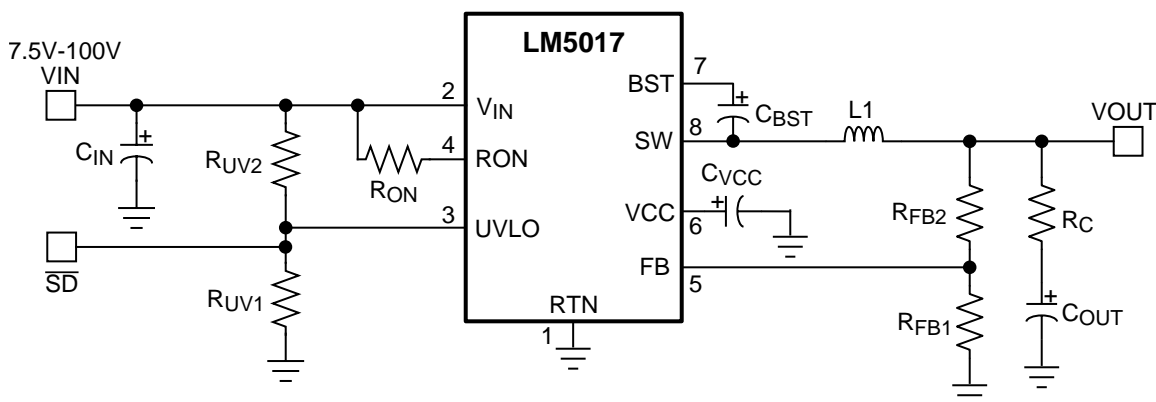 LM5017
7.5V-100V
VIN
7
BST
2
VIN
CBST
L1
VOUT
8
SW
CIN
RUV2
4
RON
RON
CVCC
3
UVLO
VCC
6
RFB2
RC
SD
FB
5
RUV1
RTN
1
RFB1
COUT